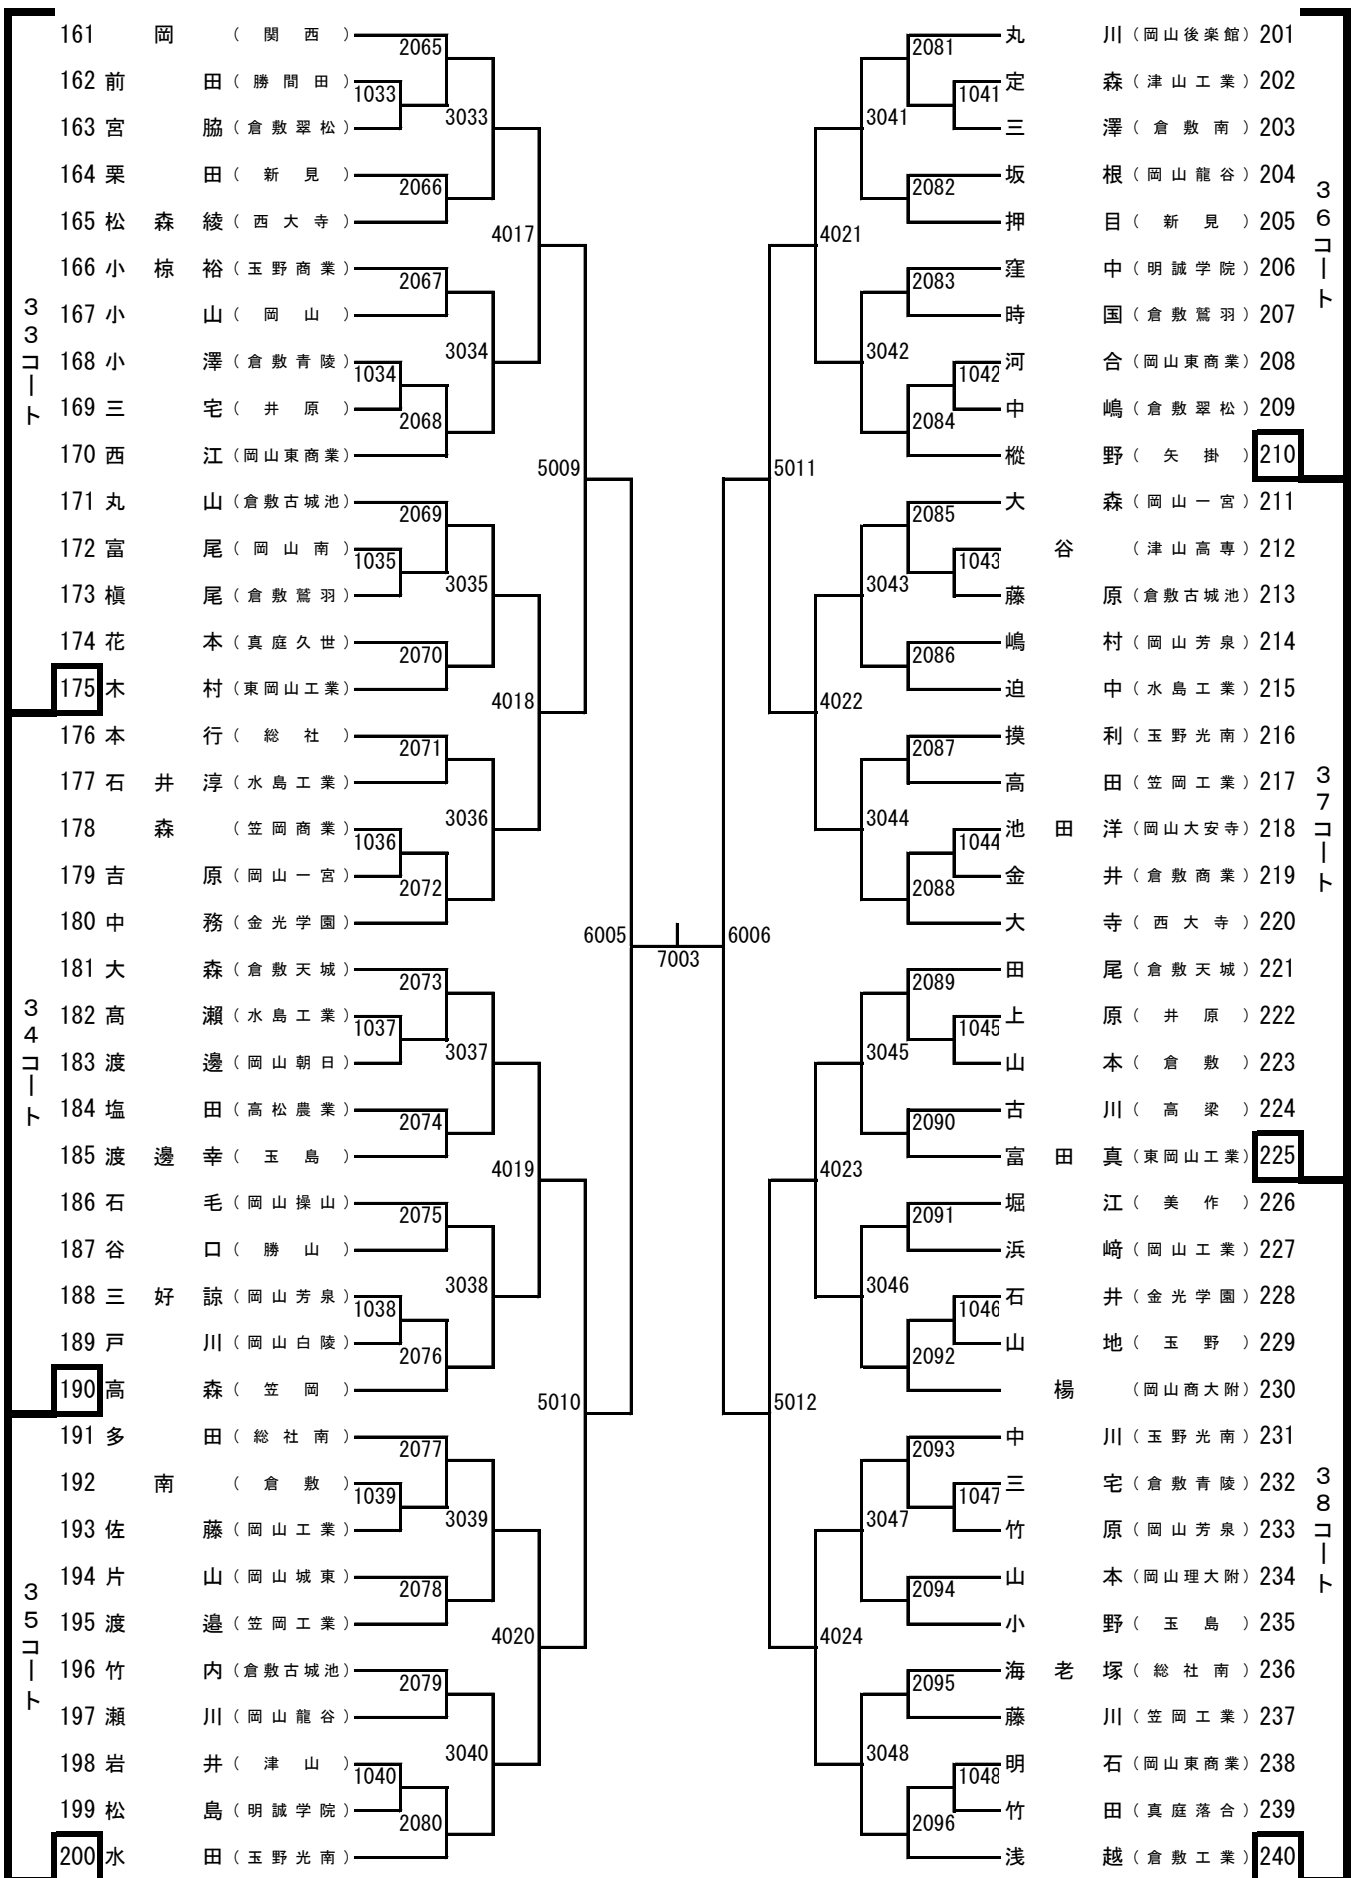 161 岡 （関西）
162 前田（勝間田）
163 宮脇（倉敷翠松）
164 栗田（新見）
165 松森綾（西大寺）
166 小椋裕（玉野商業）
167 小山（岡山）
168 小澤（倉敷青陵）
169 三宅（井原）
170 西江（岡山東商業）
171 丸山（倉敷古城池）
172 富尾（岡山南）
173 槇尾（倉敷鷲羽）
174 花本（真庭久世）
175 木村（東岡山工業）
176 本行（総社）
177 石井淳（水島工業）
178 森（笠岡商業）
179 吉原（岡山一宮）
180 中務（金光学園）
181 大森（倉敷天城）
182 髙瀨（水島工業）
183 渡邊（岡山朝日）
184 塩田（高松農業）
185 渡邊幸（玉島）
186 石毛（岡山操山）
187 谷口（勝山）
188 三好諒（岡山芳泉）
189 戸川（岡山白陵）
190 高森（笠岡）
191 多田（総社南）
192 南（倉敷）
193 佐藤（岡山工業）
194 片山（岡山城東）
195 渡邉（笠岡工業）
196 竹内（倉敷古城池）
197 瀬川（岡山龍谷）
198 岩井（津山）
199 松島（明誠学院）
200 水田（玉野光南）
33コート
34コート
35コート
2065
1033
3033
2066
4017
2067
3034
1034
2068
5009
2069
1035
3035
2070
4018
2071
3036
1036
2072
6005
2073
1037
3037
2074
4019
2075
3038
1038
2076
5010
2077
1039
3039
2078
4020
2079
3040
1040
2080
7003
6006
2081
1041
3041
2082
4021
2083
3042
1042
2084
5011
2085
1043
3043
2086
4022
2087
3044
1044
2088
2089
1045
3045
2090
4023
2091
3046
1046
2092
5012
2093
1047
3047
2094
4024
2095
3048
1048
2096
丸川（岡山後楽館）201
定森（津山工業）202
三澤（倉敷南）203
坂根（岡山龍谷）204
押目（新見）205
窪中（明誠学院）206
時国（倉敷鷲羽）207
河合（岡山東商業）208
中嶋（倉敷翠松）209
樅野（矢掛）210
大森（岡山一宮）211
谷（津山高専）212
藤原（倉敷古城池）213
嶋村（岡山芳泉）214
迫中（水島工業）215
摸利（玉野光南）216
高田（笠岡工業）217
池田洋（岡山大安寺）218
金井（倉敷商業）219
大寺（西大寺）220
田尾（倉敷天城）221
上原（井原）222
山本（倉敷）223
古川（高梁）224
富田真（東岡山工業）225
堀江（美作）226
浜﨑（岡山工業）227
石井（金光学園）228
山地（玉野）229
楊（岡山商大附）230
中川（玉野光南）231
三宅（倉敷青陵）232
竹原（岡山芳泉）233
山本（岡山理大附）234
小野（玉島）235
海老塚（総社南）236
藤川（笠岡工業）237
明石（岡山東商業）238
竹田（真庭落合）239
浅越（倉敷工業）240
36コート
37コート
38コート